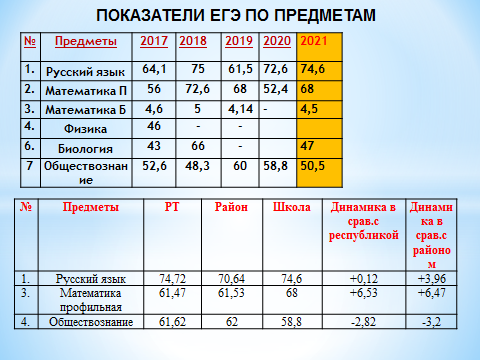 ПОКАЗАТЕЛИ ЕГЭ ПО ПРЕДМЕТАМ
№ Предметы 2017 2018 2019 2020 2021
1. Русский язык 64,1 75 61,5 72,6 74,6
2. Математика П 56 72,6 68 52,4 68
3. Математика Б 4,6 5 4,14 - 4,5
4. Физика 46 - -
6. Биология 43 66 - 47
7 Обществознан 52,6 48,3 60 58,8 50,5
ие
№ Предметы РТ Район Школа Динамика в Динами
срав.с ка в
республикой срав.с
районо
м
1. Русский язык 74,72 70,64 74,6 +0,12 +3,96
3. Математика 61,47 61,53 68 +6,53 +6,47
профильная
4. Обществознание 61,62 62 58,8 -2,82 -3,2